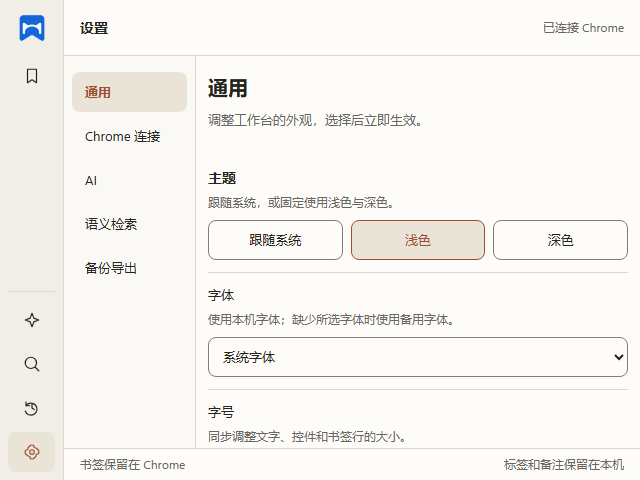 设置
已连接 Chrome
通用
Chrome 连接
AI
语义检索
备份导出
通用
调整工作台的外观，选择后立即生效。
主题
跟随系统，或固定使用浅色与深色。
跟随系统
浅色
深色
字体
使用本机字体；缺少所选字体时使用备用字体。
系统字体
字号
同步调整文字、控件和书签行的大小。
书签保留在 Chrome
标签和备注保留在本机